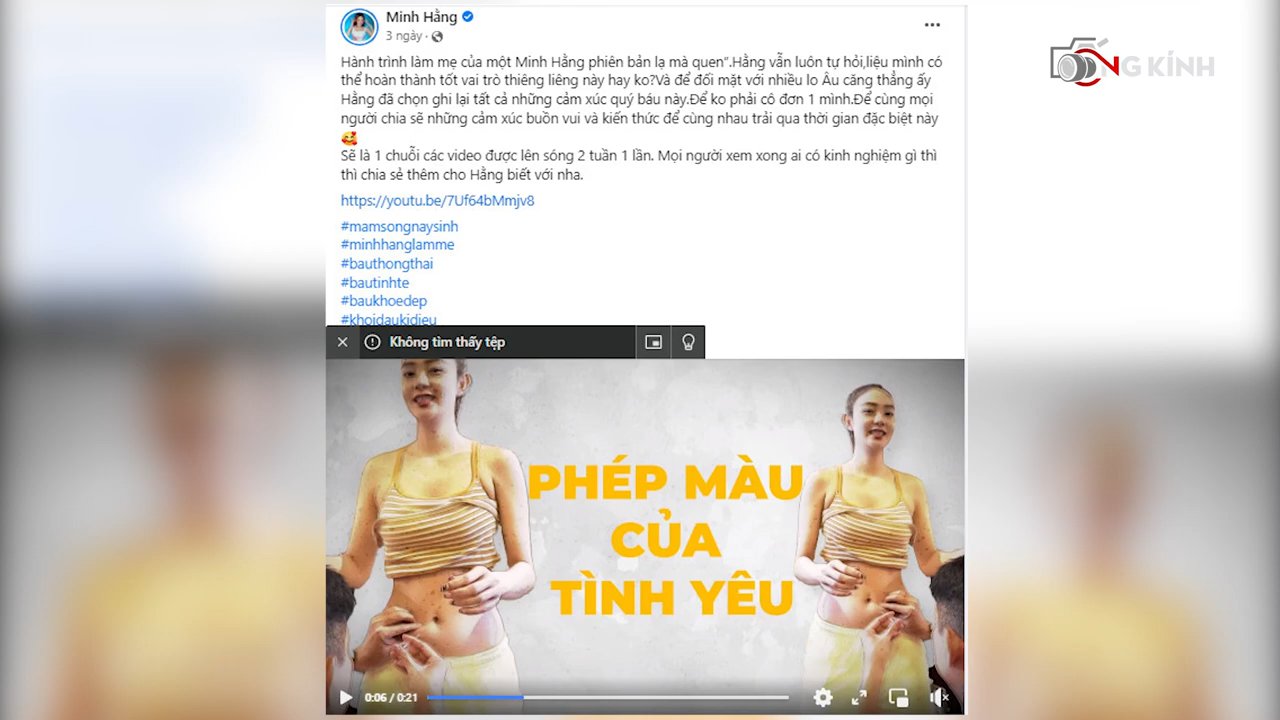 Minh Hằng
3 ngày ·
ỐNG KÍNH
Hành trình làm mẹ của một Minh Hằng phiên bản lạ mà quen”.Hằng vẫn luôn tự hỏi,liệu mình có
thể hoàn thành tốt vai trò thiêng liêng này hay ko?Và để đối mặt với nhiều lo Âu căng thẳng ấy
Hằng đã chọn ghi lại tất cả những cảm xúc quý báu này.Để ko phải cô đơn 1 mình.Để cùng mọi
người chia sẽ những cảm xúc buồn vui và kiến thức để cùng nhau trải qua thời gian đặc biệt này
🥰
Sẽ là 1 chuỗi các video được lên sóng 2 tuần 1 lần. Mọi người xem xong ai có kinh nghiệm gì thì
thì chia sẻ thêm cho Hằng biết với nha.
https://youtu.be/7Uf64bMmjv8
#mamsongnaysinh
#minhhanglamme
#bauthongthai
#bautinhte
#baukhoedep
#khoidaukidieu
Không tìm thấy tệp
PHÉP MÀU
CỦA
TÌNH YÊU
0:06 / 0:21